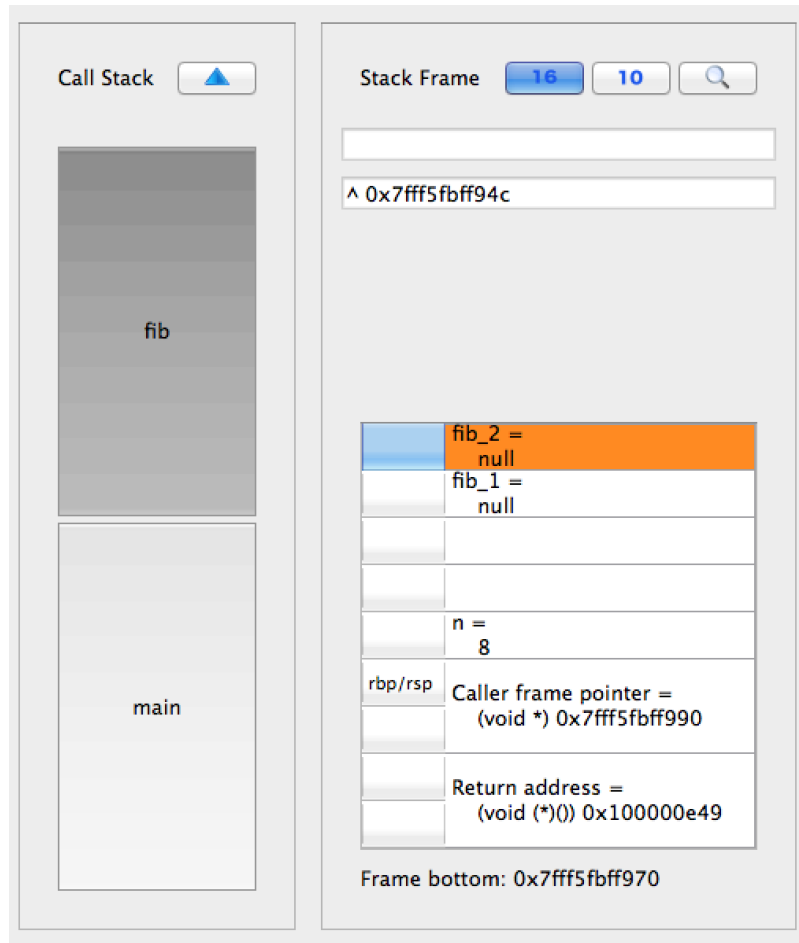 Call Stack
Stack Frame 16 10
^ 0x7fff5fbff94c
fib
main
fib_2 =
null
fib_1 =
null
n =
8
rbp/rsp
Caller frame pointer =
(void *) 0x7fff5fbff990
Return address =
(void (*)()) 0x100000e49
Frame bottom: 0x7fff5fbff970